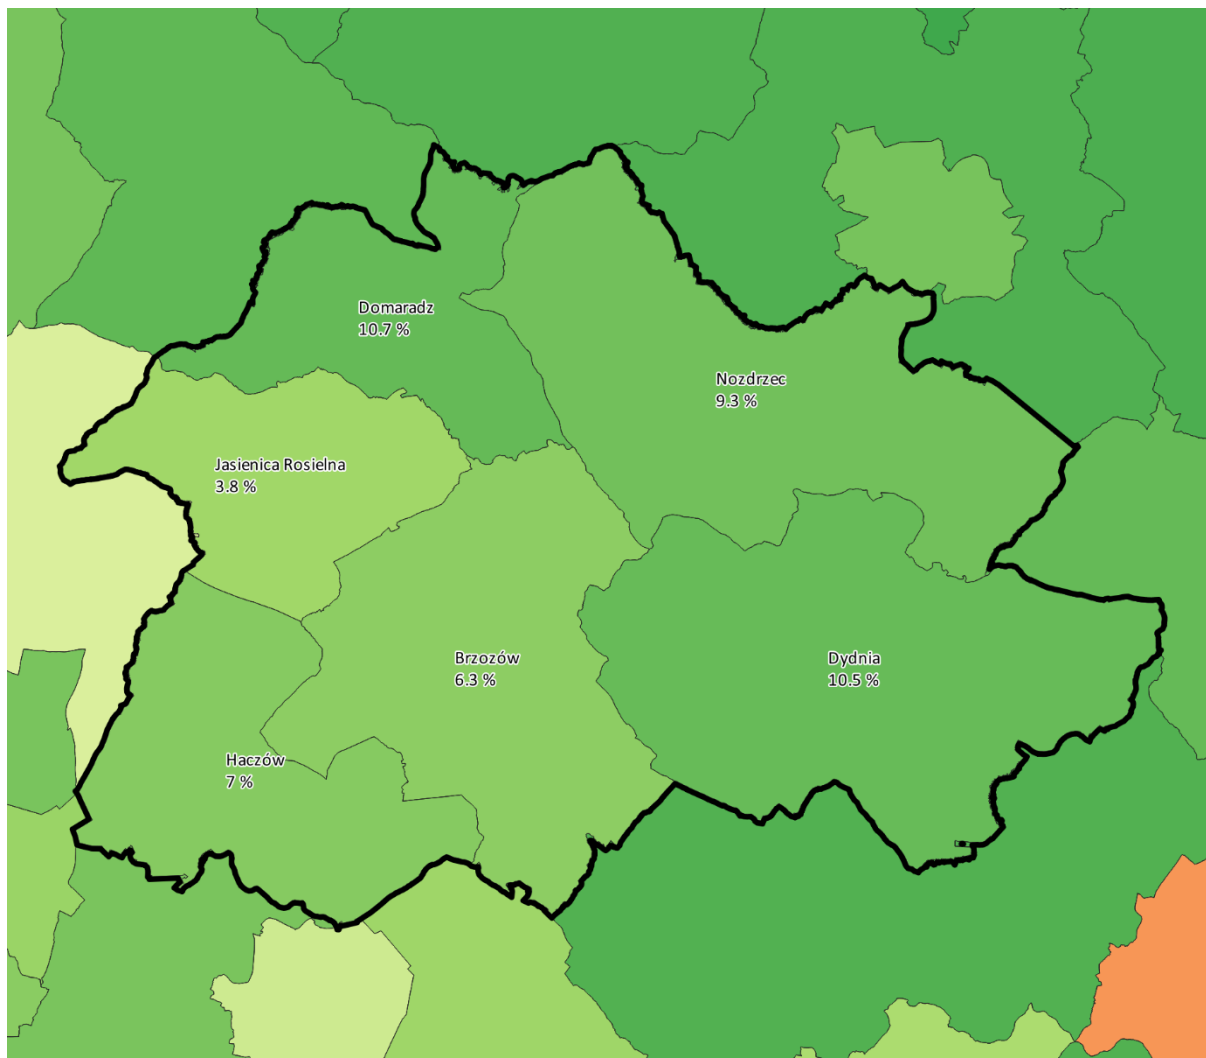 Domaradz
10.7 %
Nozdrzec
9.3 %
Jasienica Rosielna
3.8 %
Brzozów
6.3 %
Dydnia
10.5 %
Haczów
7 %